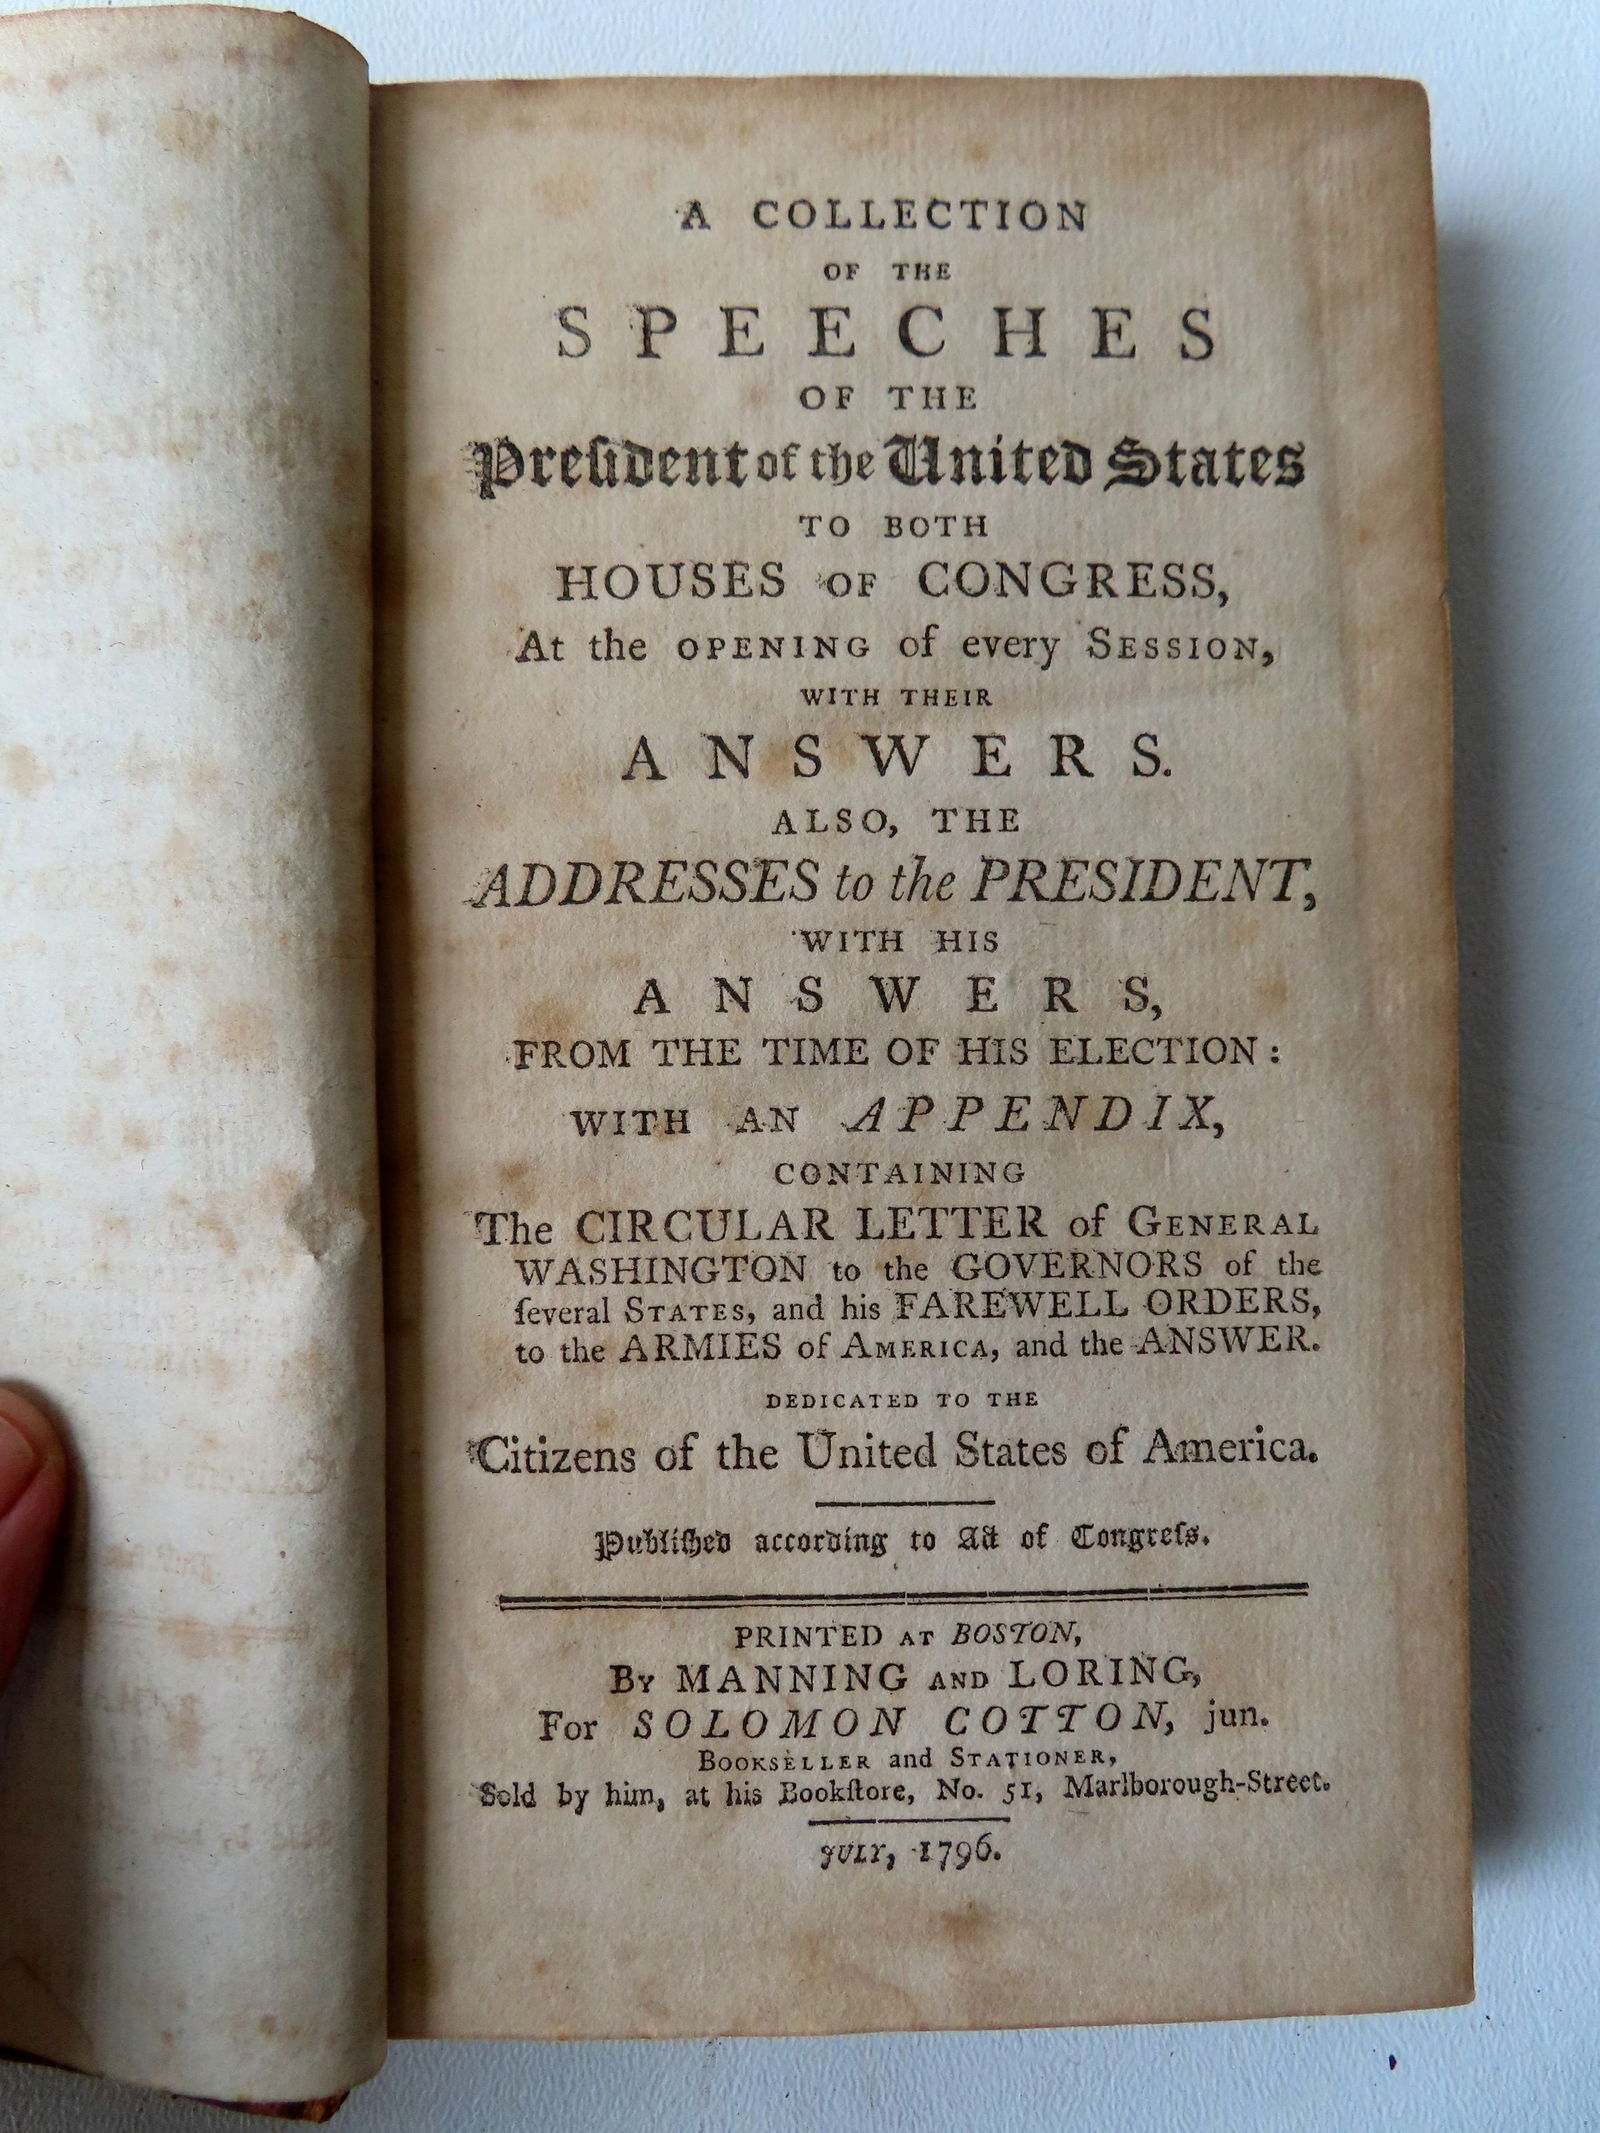 A COLLECTION
OF THE
SPEECHES
OF THE
Preſident of the United States
TO BOTH
HOUSES OF CONGRESS,
At the OPENING of every SESSION,
WITH THEIR
ANSWERS.
ALSO, THE
ADDRESSES to the PRESIDENT,
WITH HIS
ANSWERS,
FROM THE TIME OF HIS ELECTION:
WITH AN APPENDIX,
CONTAINING
The CIRCULAR LETTER of GENERAL
WASHINGTON to the GOVERNORS of the
ſeveral STATES, and his FAREWELL ORDERS,
to the ARMIES of AMERICA, and the ANSWER.
DEDICATED TO THE
Citizens of the United States of America.
Publiſhed according to Act of Congreſs.
PRINTED AT BOSTON,
BY MANNING AND LORING,
For SOLOMON COTTON, jun.
BOOKSELLER and STATIONER,
Sold by him, at his Bookſtore, No. 51, Marlborough-Street.
JULY, 1796.